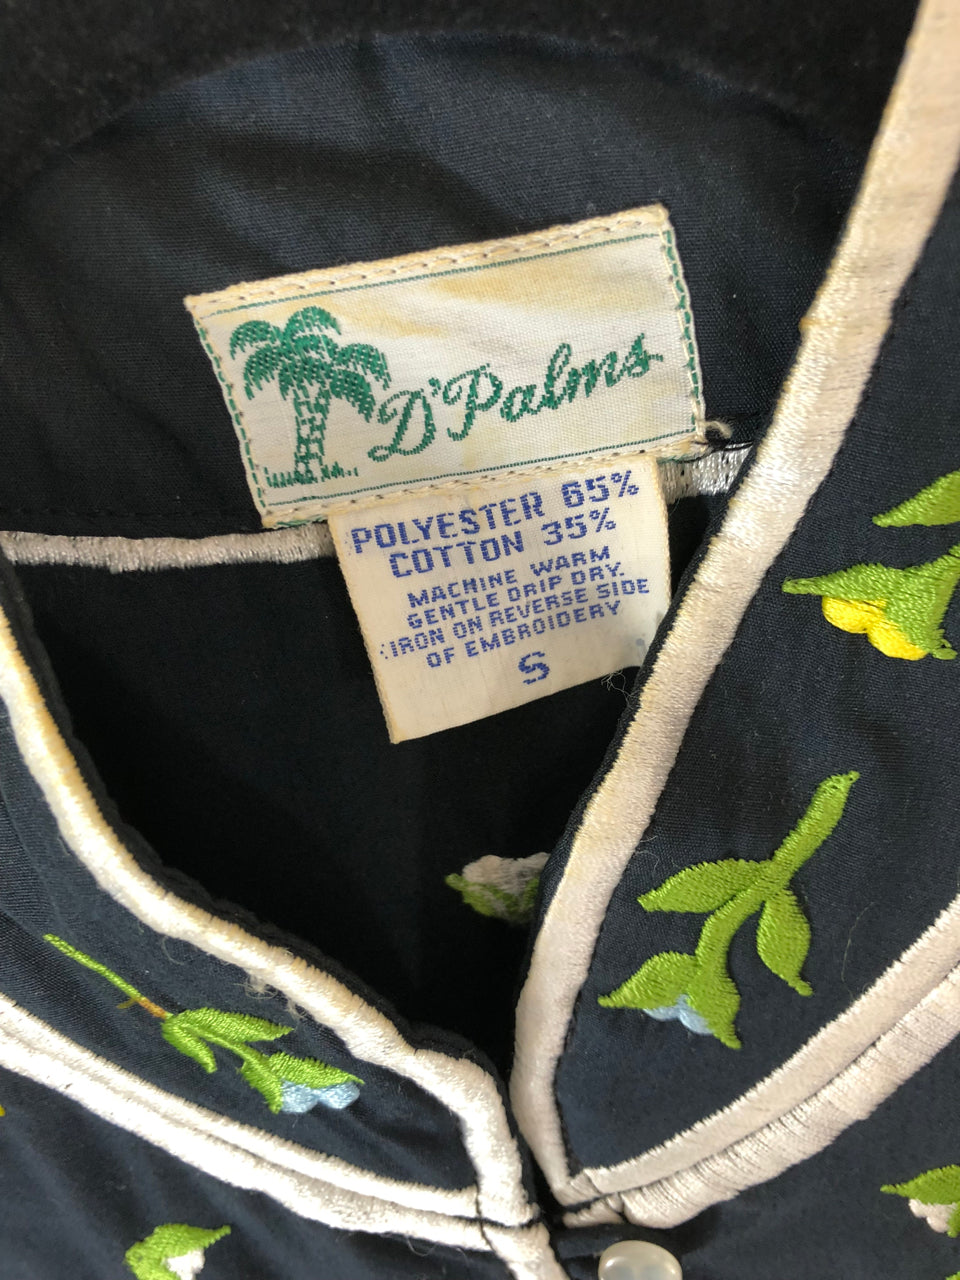 D'Palms
POLYESTER 65%
COTTON 35%
MACHINE WARM
GENTLE DRIP DRY.
IRON ON REVERSE SIDE
OF EMBROIDERY
S